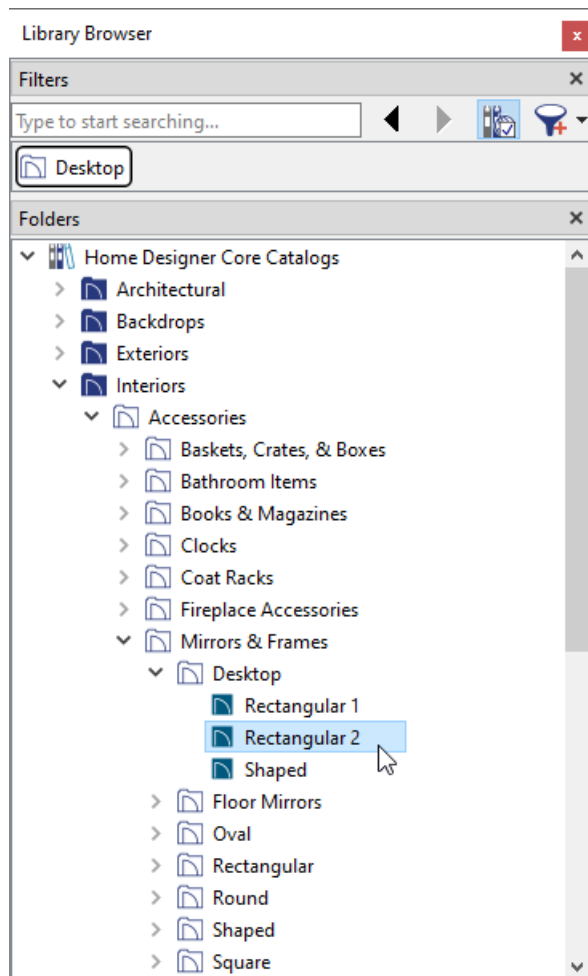 Library Browser
Filters
Type to start searching...
Desktop
Folders
Home Designer Core Catalogs
Architectural
Backdrops
Exteriors
Interiors
Accessories
Baskets, Crates, & Boxes
Bathroom Items
Books & Magazines
Clocks
Coat Racks
Fireplace Accessories
Mirrors & Frames
Desktop
Rectangular 1
Rectangular 2
Shaped
Floor Mirrors
Oval
Rectangular
Round
Shaped
Square